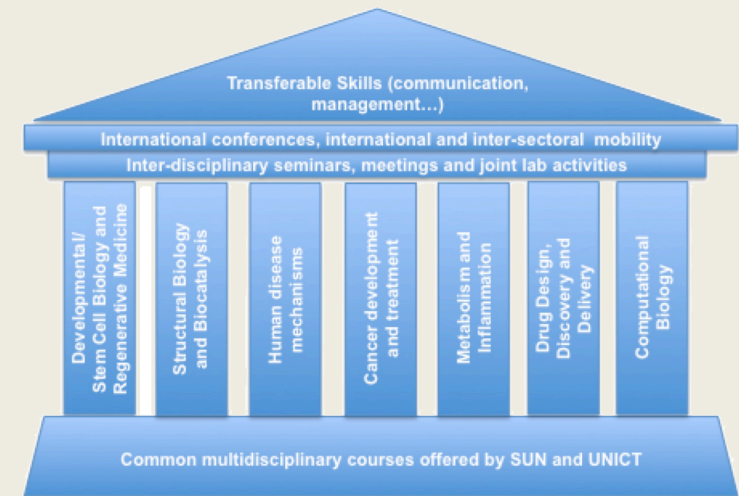 Transferable Skills (communication,
management...)
International conferences, international and inter-sectoral mobility
Inter-disciplinary seminars, meetings and joint lab activities
Developmental/
Stem Cell Biology and
Regenerative Medicine
Structural Biology
and Biocatalysis
Human disease
mechanisms
Cancer development
and treatment
Metabolism and
Inflammation
Drug Design,
Discovery and
Delivery
Computational
Biology
Common multidisciplinary courses offered by SUN and UNICT